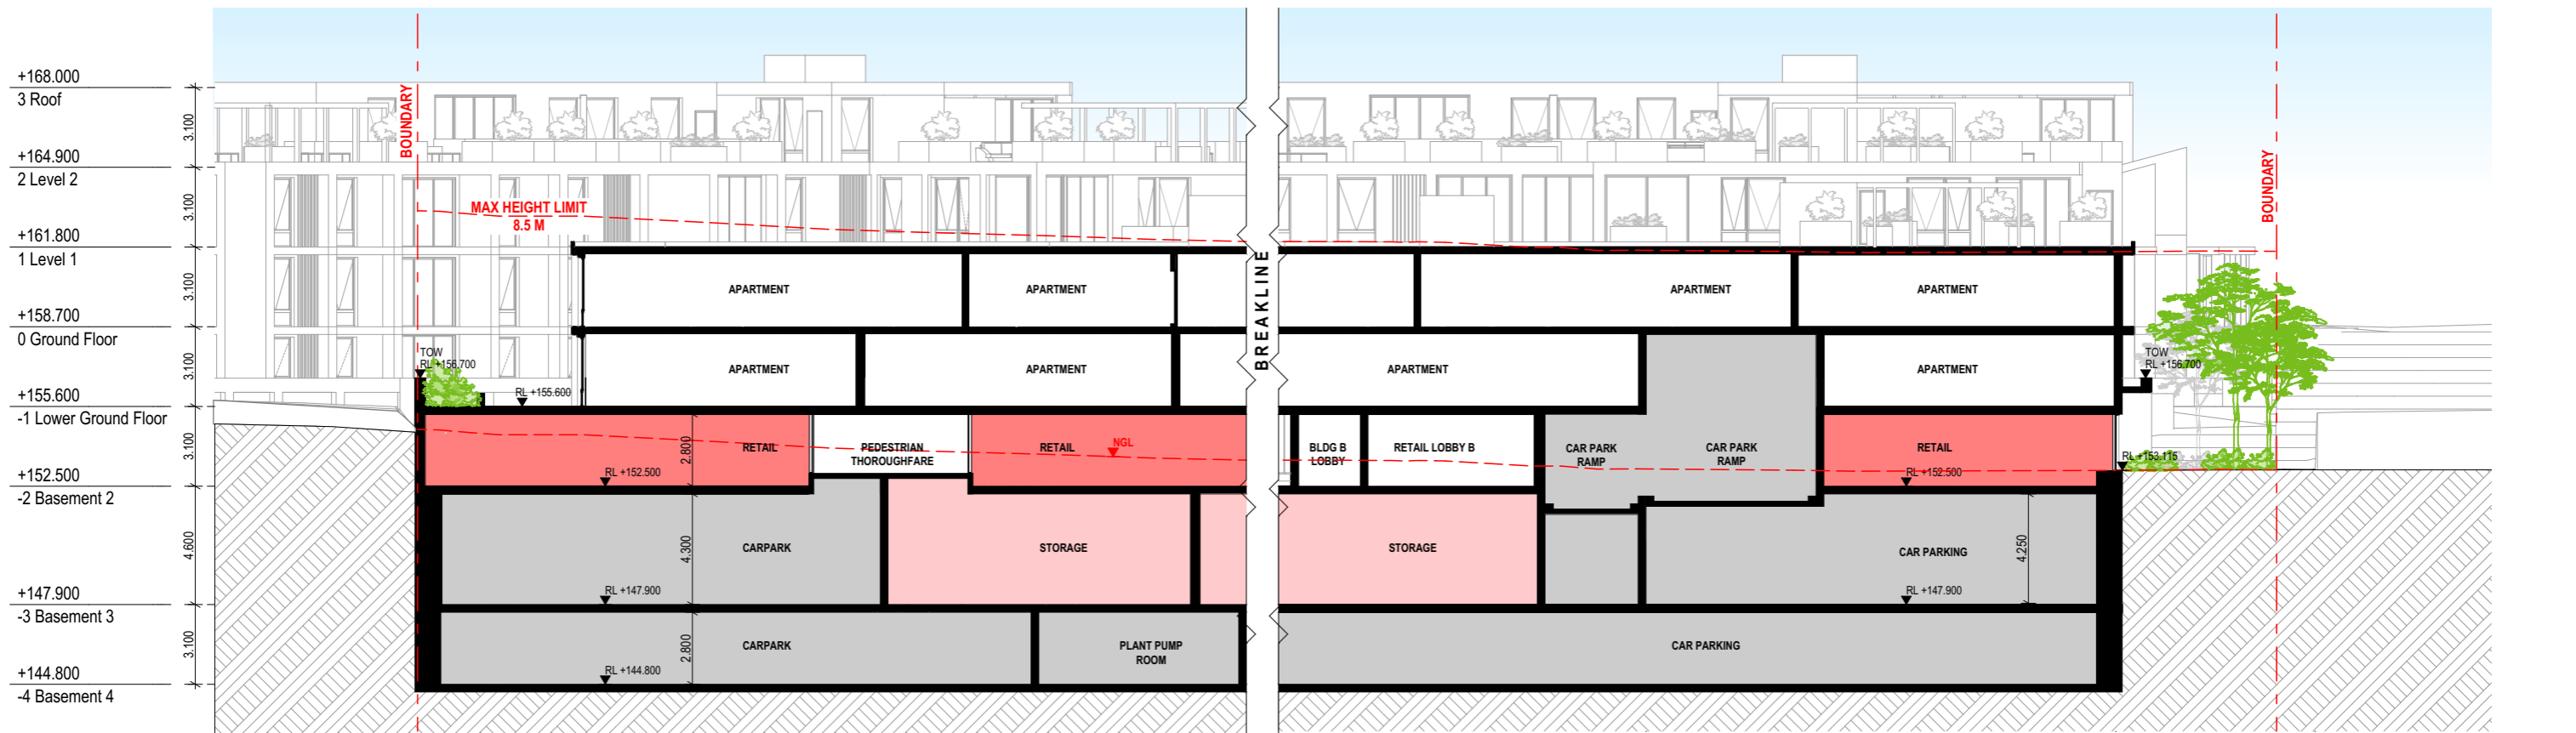 +168.000
3 Roof
3.100
BOUNDARY
+164.900
2 Level 2
3.100
MAX HEIGHT LIMIT
8.5 M
BOUNDARY
+161.800
1 Level 1
3.100
APARTMENT
APARTMENT
BREAKLINE
APARTMENT
APARTMENT
+158.700
0 Ground Floor
3.100
TOW
RL +156.700
RL +155.600
APARTMENT
APARTMENT
APARTMENT
APARTMENT
TOW
RL +156.700
+155.600
-1 Lower Ground Floor
3.100
2.800
RETAIL
PEDESTRIAN
THOROUGHFARE
RETAIL
NGL
BLDG B
LOBBY
RETAIL LOBBY B
CAR PARK
RAMP
CAR PARK
RAMP
RETAIL
RL +153.115
RL +152.500
RL +152.500
+152.500
-2 Basement 2
4.600
4.300
CARPARK
STORAGE
STORAGE
CAR PARKING
4.250
RL +147.900
RL +147.900
+147.900
-3 Basement 3
3.100
2.800
CARPARK
PLANT PUMP
ROOM
CAR PARKING
RL +144.800
+144.800
-4 Basement 4